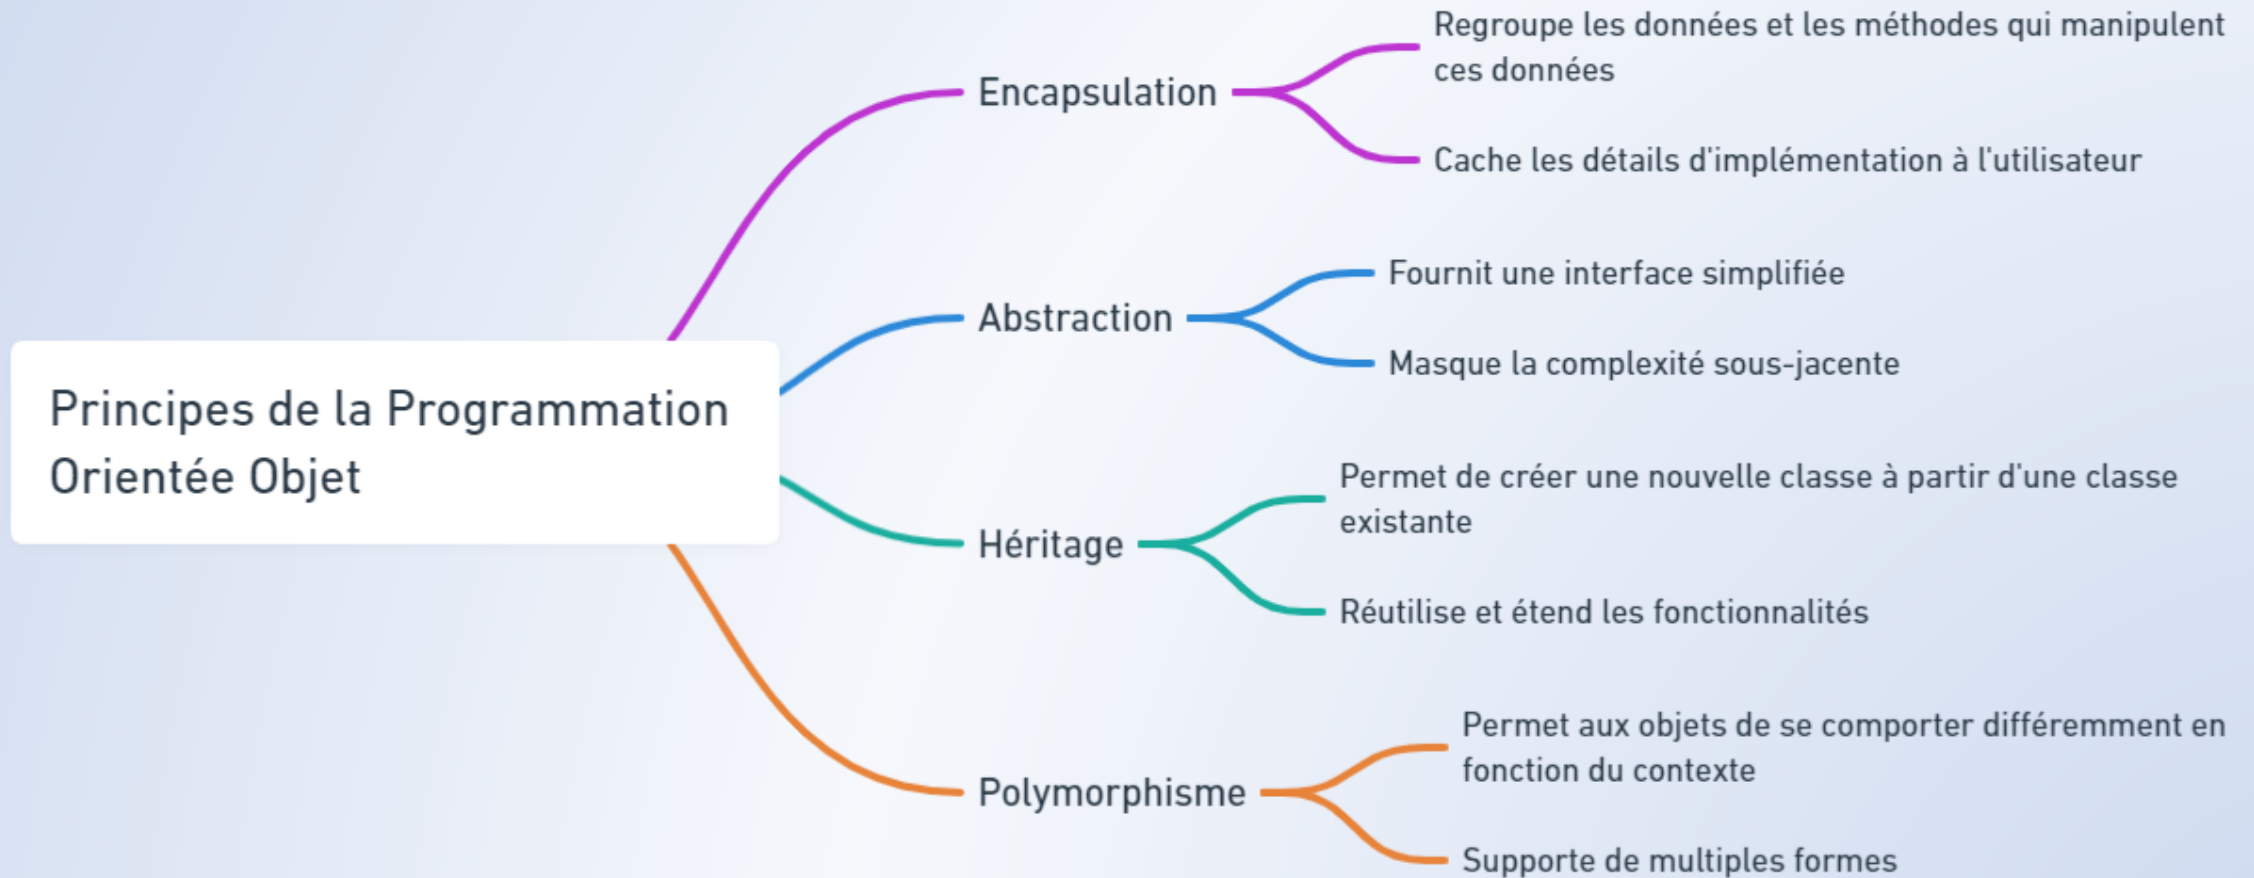 Principes de la Programmation
Orientée Objet
Encapsulation
Regroupe les données et les méthodes qui manipulent
ces données
Cache les détails d'implémentation à l'utilisateur
Abstraction
Fournit une interface simplifiée
Masque la complexité sous-jacente
Héritage
Permet de créer une nouvelle classe à partir d'une classe
existante
Réutilise et étend les fonctionnalités
Polymorphisme
Permet aux objets de se comporter différemment en
fonction du contexte
Supporte de multiples formes